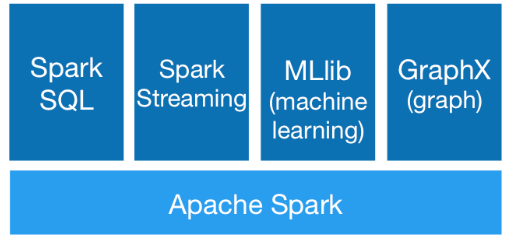 Spark
SQL
Spark
Streaming
MLlib
(machine
learning)
GraphX
(graph)
Apache Spark